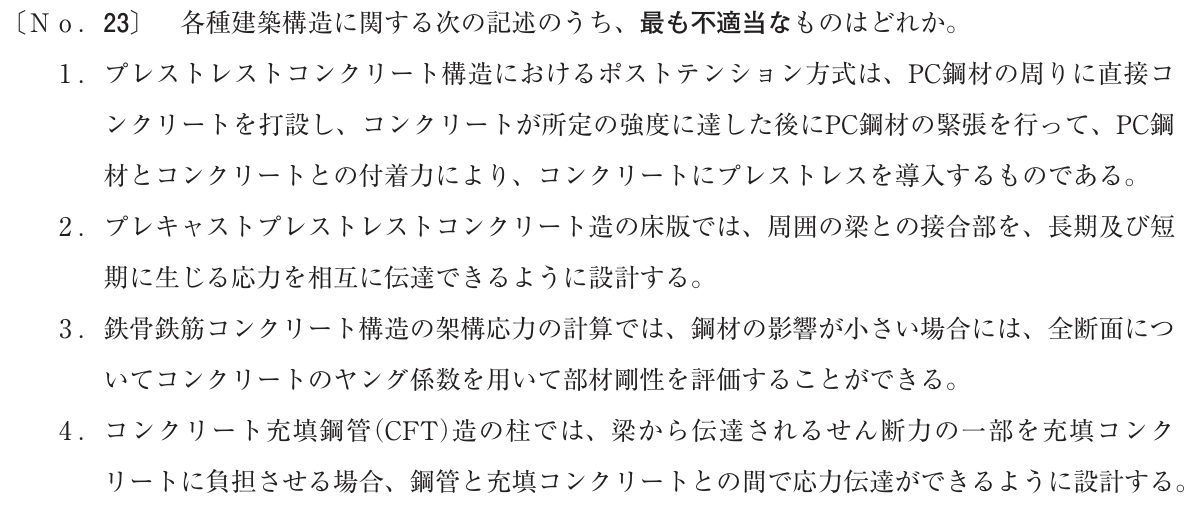 〔Ｎｏ．23〕　各種建築構造に関する次の記述のうち、最も不適当なものはどれか。
１．プレストレストコンクリート構造におけるポストテンション方式は、PC鋼材の周りに直接コ
ンクリートを打設し、コンクリートが所定の強度に達した後にPC鋼材の緊張を行って、PC鋼
材とコンクリートとの付着力により、コンクリートにプレストレスを導入するものである。
２．プレキャストプレストレストコンクリート造の床版では、周囲の梁との接合部を、長期及び短
期に生じる応力を相互に伝達できるように設計する。
３．鉄骨鉄筋コンクリート構造の架構応力の計算では、鋼材の影響が小さい場合には、全断面につ
いてコンクリートのヤング係数を用いて部材剛性を評価することができる。
４．コンクリート充填鋼管(CFT)造の柱では、梁から伝達されるせん断力の一部を充填コンク
リートに負担させる場合、鋼管と充填コンクリートとの間で応力伝達ができるように設計する。